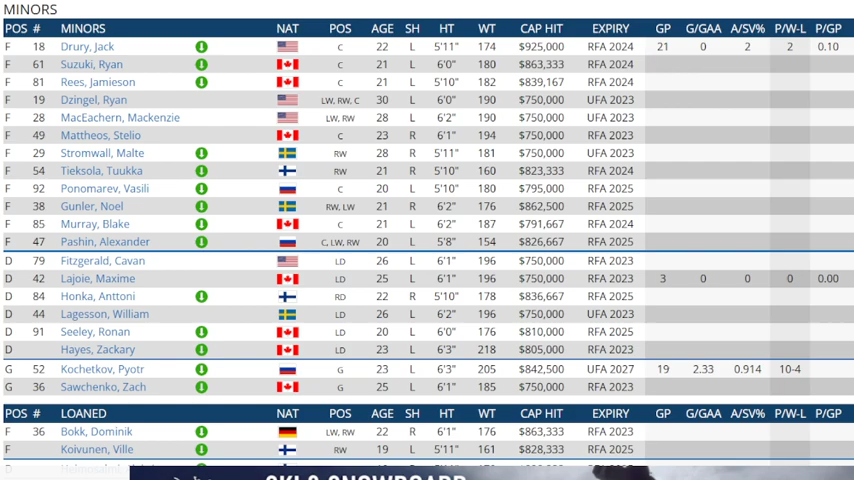 MINORS
POS # MINORS NAT POS AGE SH HT WT CAP HIT EXPIRY GP G/GAA A/SV% P/W-L P/GP
F 18 Drury, Jack C 22 L 5'11" 174 $925,000 RFA 2024 21 0 2 2 0.10
F 61 Suzuki, Ryan C 21 L 6'0" 180 $863,333 RFA 2024
F 81 Rees, Jamieson C 21 L 5'10" 182 $839,167 RFA 2024
F 19 Dzingel, Ryan LW, RW, C 30 L 6'0" 190 $750,000 UFA 2023
F 28 MacEachern, Mackenzie LW, RW 28 L 6'2" 190 $750,000 UFA 2023
F 49 Mattheos, Stelio C 23 R 6'1" 194 $750,000 RFA 2023
F 29 Stromwall, Malte RW 28 R 5'11" 181 $750,000 UFA 2023
F 54 Tieksola, Tuukka RW 21 R 5'10" 160 $823,333 RFA 2024
F 92 Ponomarev, Vasili C 20 L 5'10" 180 $795,000 RFA 2025
F 38 Gunler, Noel RW, LW 21 R 6'2" 176 $862,500 RFA 2025
F 85 Murray, Blake C 21 L 6'2" 187 $791,667 RFA 2024
F 47 Pashin, Alexander C, LW, RW 20 L 5'8" 154 $826,667 RFA 2025
D 79 Fitzgerald, Cavan LD 26 L 6'1" 196 $750,000 RFA 2023
D 42 Lajoie, Maxime LD 25 L 6'1" 196 $750,000 RFA 2023 3 0 0 0 0.00
D 84 Honka, Anttoni RD 22 R 5'10" 178 $836,667 RFA 2025
D 44 Lagesson, William LD 26 L 6'2" 196 $750,000 UFA 2023
D 91 Seeley, Ronan LD 20 L 6'0" 176 $810,000 RFA 2025
D Hayes, Zackary LD 23 L 6'3" 218 $805,000 RFA 2023
G 52 Kochetkov, Pyotr G 23 L 6'3" 205 $842,500 UFA 2027 19 2.33 0.914 10-4
G 36 Sawchenko, Zach G 25 L 6'1" 185 $750,000 RFA 2023
POS # LOANED NAT POS AGE SH HT WT CAP HIT EXPIRY GP G/GAA A/SV% P/W-L P/GP
F 36 Bokk, Dominik LW, RW 22 R 6'1" 176 $863,333 RFA 2023
F Koivunen, Ville RW 19 L 5'11" 161 $828,333 RFA 2025